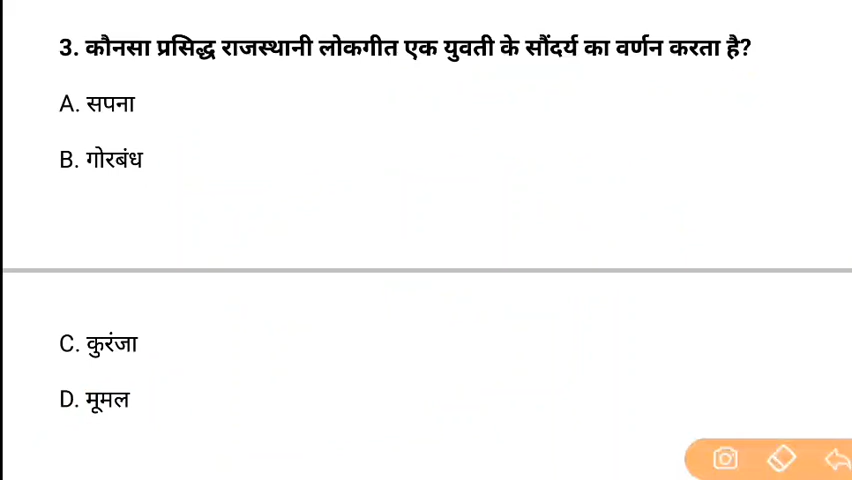 3. कौनसा प्रसिद्ध राजस्थानी लोकगीत एक युवती के सौंदर्य का वर्णन करता है?
A. सपना
B. गोरबंध
C. कुरंजा
D. मूमल